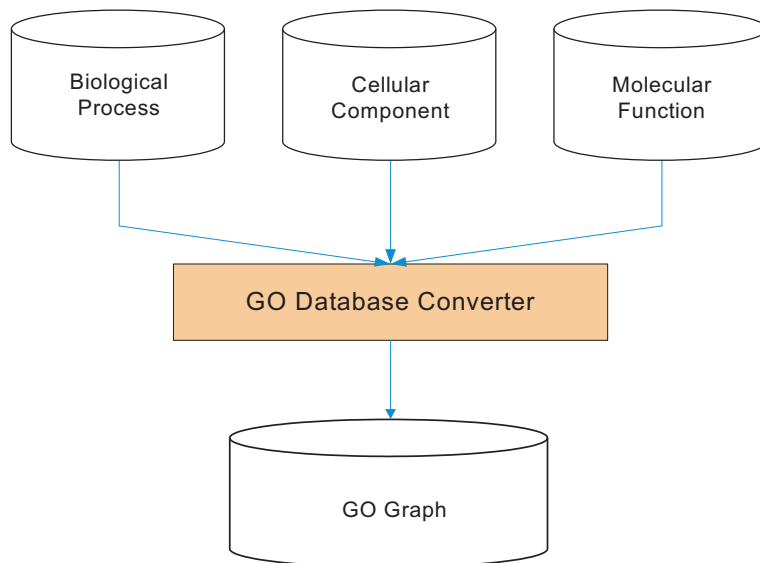 Biological
Process
Cellular
Component
Molecular
Function
GO Database Converter
GO Graph